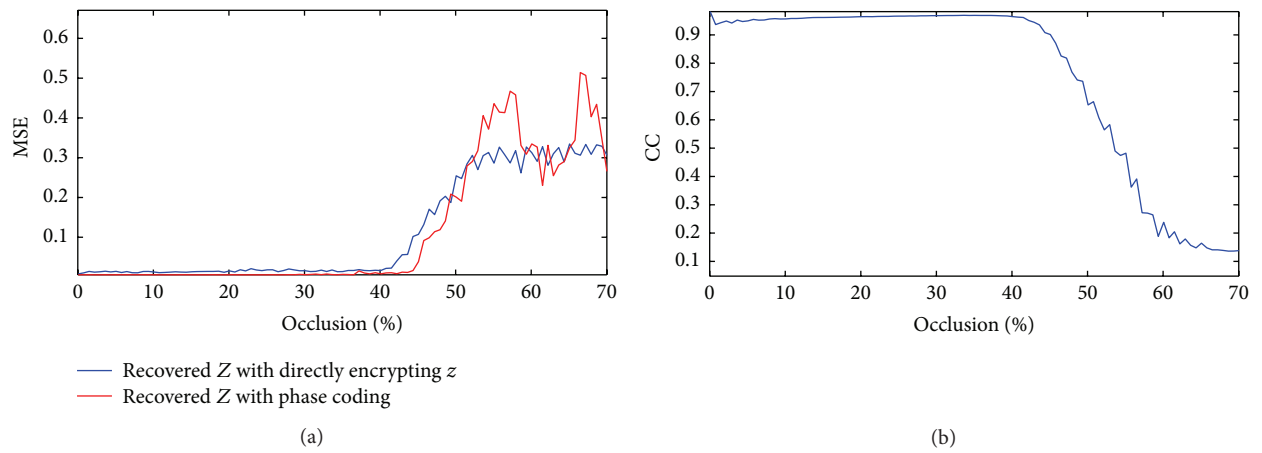 0.6
0.5
0.4
0.3
0.2
0.1
MSE
0 10 20 30 40 50 60 70
Occlusion (%)
Recovered Z with directly encrypting z
Recovered Z with phase coding
(a)
0.9
0.8
0.7
0.6
0.5
0.4
0.3
0.2
0.1
CC
0 10 20 30 40 50 60 70
Occlusion (%)
(b)